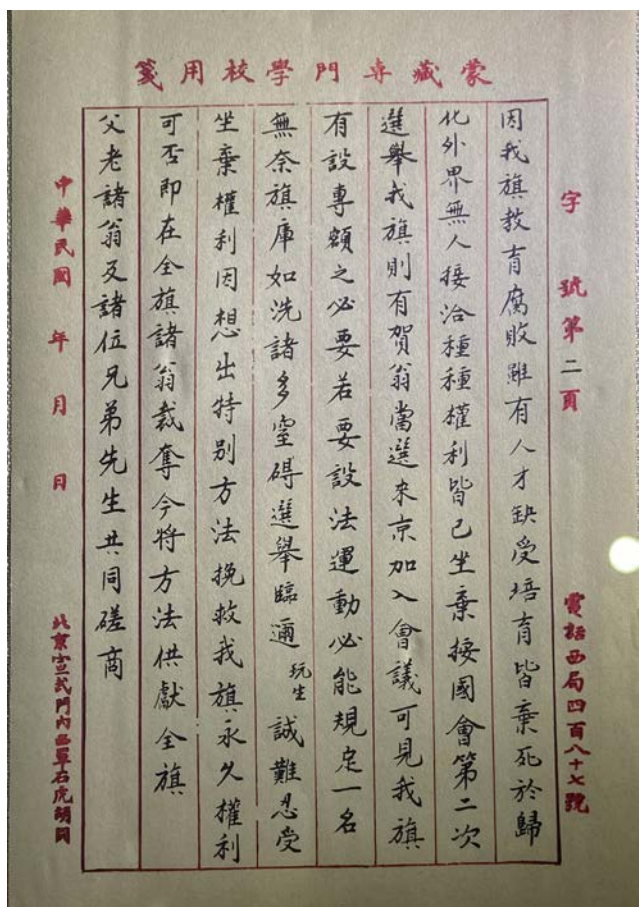 蒙藏專門學校用箋
字 號第二頁
電話西局四百八十七號
因我旗教育腐敗雖有人才缺受培育皆棄死於歸
化外界無人接洽種種權利皆已坐棄按國會第二次
選舉我旗則有賀翁當選來京加入會議可見我旗
有設專額之必要若要設法運動必能規定一名
無奈旗庫如洗諸多窒碍選舉臨邇玩生誠難忍受
坐棄權利因想出特别方法挽救我旗永久權利
可否即在全旗諸翁裁奪今將方法供獻全旗
父老諸翁及諸位兄弟先生共同磋商
中華民國 年 月 日
北京宣武門內西單石虎胡同